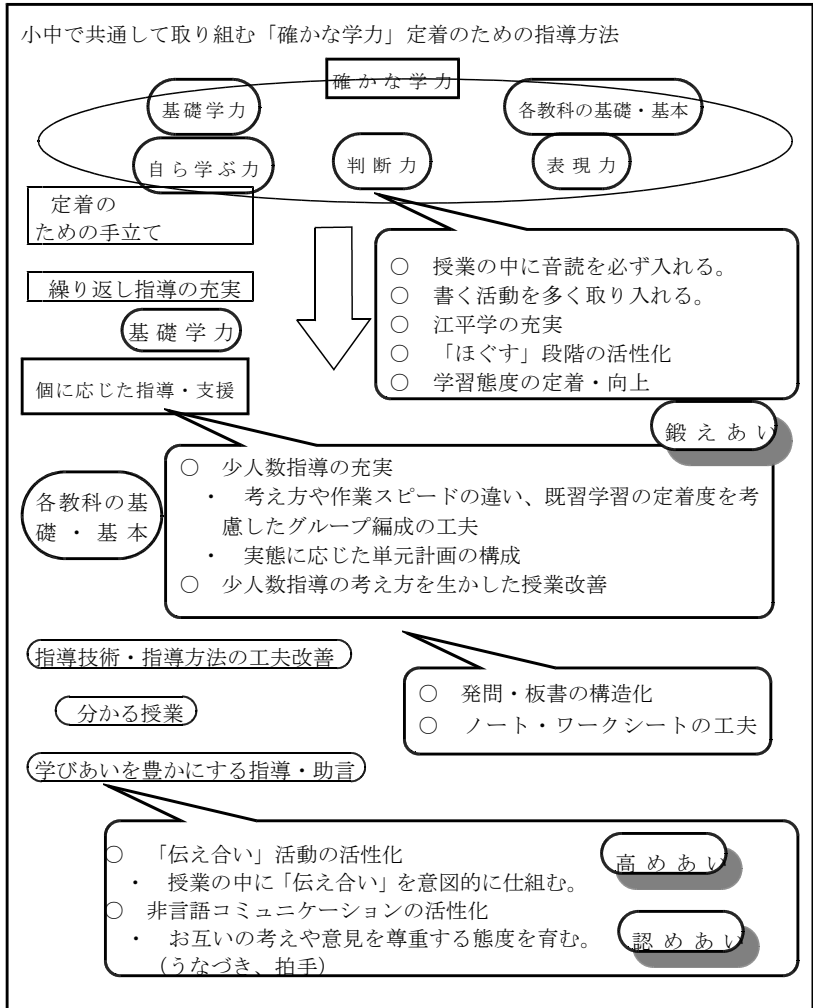 小中で共通して取り組む「確かな学力」定着のための指導方法
確かな学力
基礎学力
各教科の基礎・基本
自ら学ぶ力
判断力
表現力
定着の
ための手立て
○ 授業の中に音読を必ず入れる。
○ 書く活動を多く取り入れる。
○ 江平学の充実
○ 「ほぐす」段階の活性化
○ 学習態度の定着・向上
繰り返し指導の充実
基礎学力
個に応じた指導・支援
鍛えあい
各教科の基
礎・基本
○ 少人数指導の充実
・ 考え方や作業スピードの違い、既習学習の定着度を考
慮したグループ編成の工夫
・ 実態に応じた単元計画の構成
○ 少人数指導の考え方を生かした授業改善
指導技術・指導方法の工夫改善
分かる授業
○ 発問・板書の構造化
○ ノート・ワークシートの工夫
学びあいを豊かにする指導・助言
○ 「伝え合い」活動の活性化
・ 授業の中に「伝え合い」を意図的に仕組む。
○ 非言語コミュニケーションの活性化
・ お互いの考えや意見を尊重する態度を育む。
(うなづき、拍手)
高めあい
認めあい